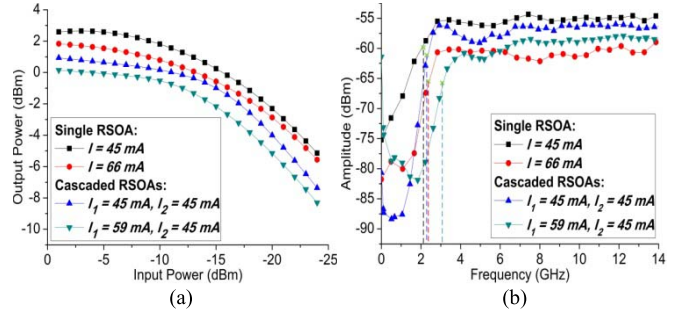 4
2
0
-2
-4
-6
-8
-10
Output Power (dBm)
Single RSOA:
I = 45 mA
I = 66 mA
Cascaded RSOAs:
I1 = 45 mA, I2 = 45 mA
I1 = 59 mA, I2 = 45 mA
0 -5 -10 -15 -20 -25
Input Power (dBm)
(a)
-55
-60
-65
-70
-75
-80
-85
-90
Amplitude (dBm)
Single RSOA:
I = 45 mA
I = 66 mA
Cascaded RSOAs:
I1 = 45 mA, I2 = 45 mA
I1 = 59 mA, I2 = 45 mA
0 2 4 6 8 10 12 14
Frequency (GHz)
(b)